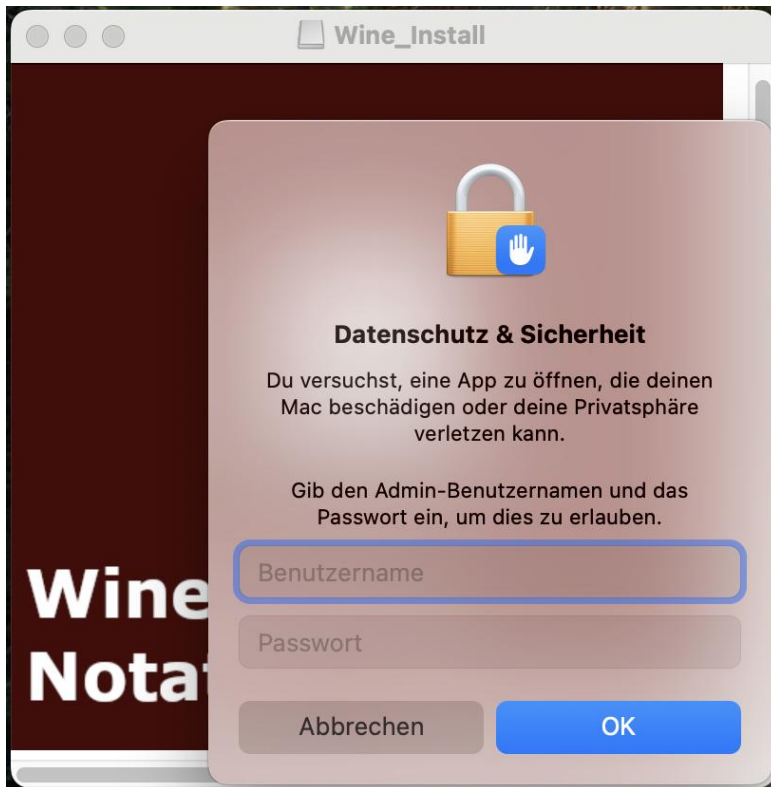 Wine_Install
Datenschutz & Sicherheit
Du versuchst, eine App zu öffnen, die deinen
Mac beschädigen oder deine Privatsphäre
verletzen kann.
Gib den Admin-Benutzernamen und das
Passwort ein, um dies zu erlauben.
Benutzername
Passwort
Abbrechen
OK
Wine